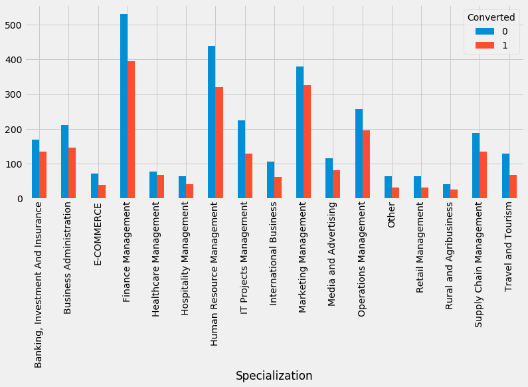 Converted
0
1
500
400
300
200
100
0
Banking, Investment And Insurance
Business Administration
E-COMMERCE
Finance Management
Healthcare Management
Hospitality Management
Human Resource Management
IT Projects Management
International Business
Marketing Management
Media and Advertising
Operations Management
Other
Retail Management
Rural and Agribusiness
Supply Chain Management
Travel and Tourism
Specialization